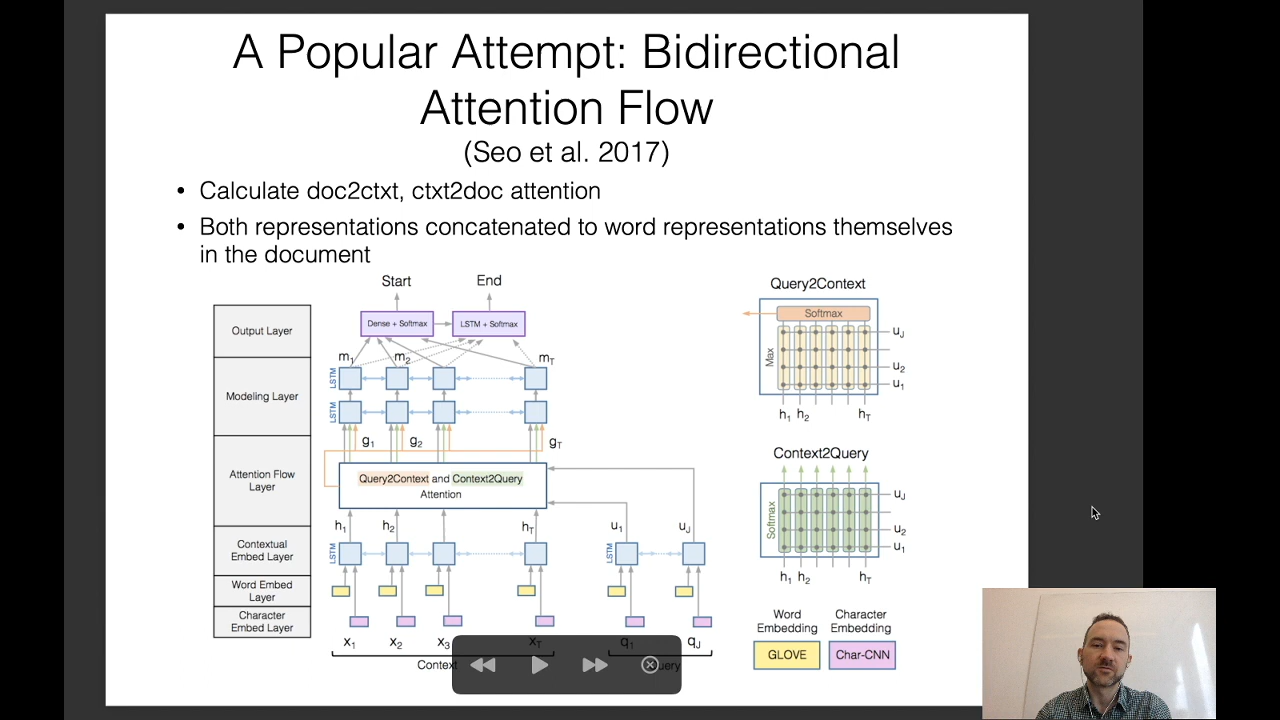 A Popular Attempt: Bidirectional
Attention Flow
(Seo et al. 2017)
• Calculate doc2ctxt, ctxt2doc attention
• Both representations concatenated to word representations themselves
in the document
Start End
Output Layer
Dense + Softmax LSTM + Softmax
m1 m2 mT
LSTM
Modeling Layer
LSTM
g1 g2 gT
Attention Flow
Layer
Query2Context and Context2Query
Attention
h1 h2 hT u1 uJ
Contextual
Embed Layer
LSTM LSTM
Word Embed
Layer
Character
Embed Layer
x1 x2 x3 xT q1 qJ
Context
Query2Context
Softmax
Max
uJ
u2
u1
h1 h2 hT
Context2Query
Softmax
uJ
u2
u1
h1 h2 hT
Word
Embedding
GLOVE
Character
Embedding
Char-CNN